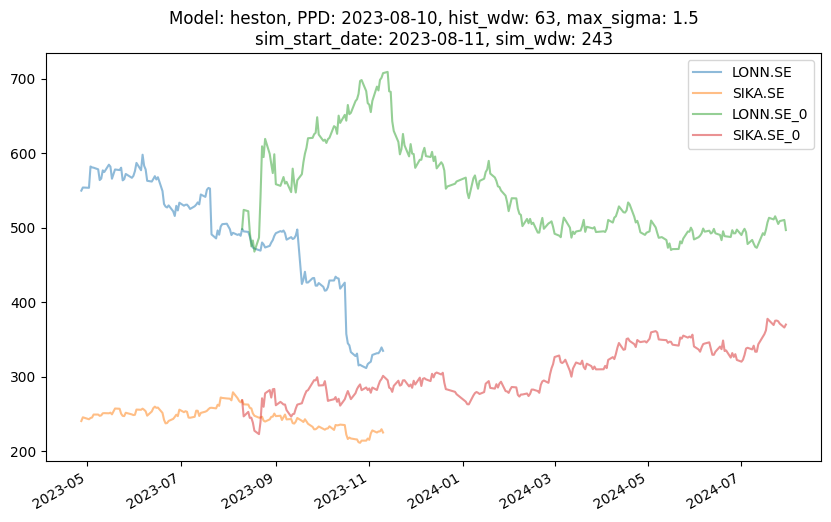 Model: heston, PPD: 2023-08-10, hist_wdw: 63, max_sigma: 1.5
sim_start_date: 2023-08-11, sim_wdw: 243
LONN.SE
SIKA.SE
LONN.SE_0
SIKA.SE_0
700
600
500
400
300
200
2023-05
2023-07
2023-09
2023-11
2024-01
2024-03
2024-05
2024-07